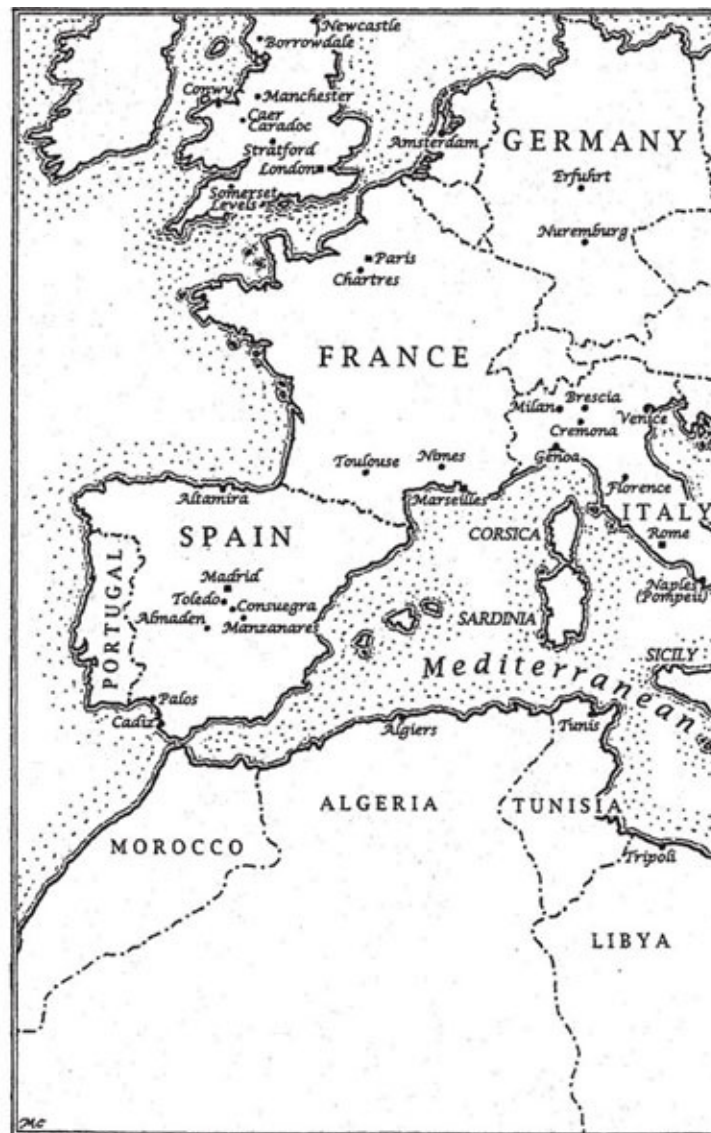 Newcastle
Borrowdale
Conwy
Manchester
Caer
Caradoc
Stratford
London
Somerset
Levels
Amsterdam
GERMANY
Erfuhrt
Nuremburg
Paris
Chartres
FRANCE
Milan
Brescia
Venice
Cremona
Genoa
Toulouse
Nîmes
Marseilles
Florence
Altamira
ITALY
SPAIN
CORSICA
Rome
PORTUGAL
Madrid
Toledo
Consuegra
Abmaden
Manzanares
Naples
(Pompeii)
SARDINIA
SICILY
Mediterranean
Palos
Cadiz
Algiers
Tunis
ALGERIA
TUNISIA
MOROCCO
Tripoli
LIBYA
MC